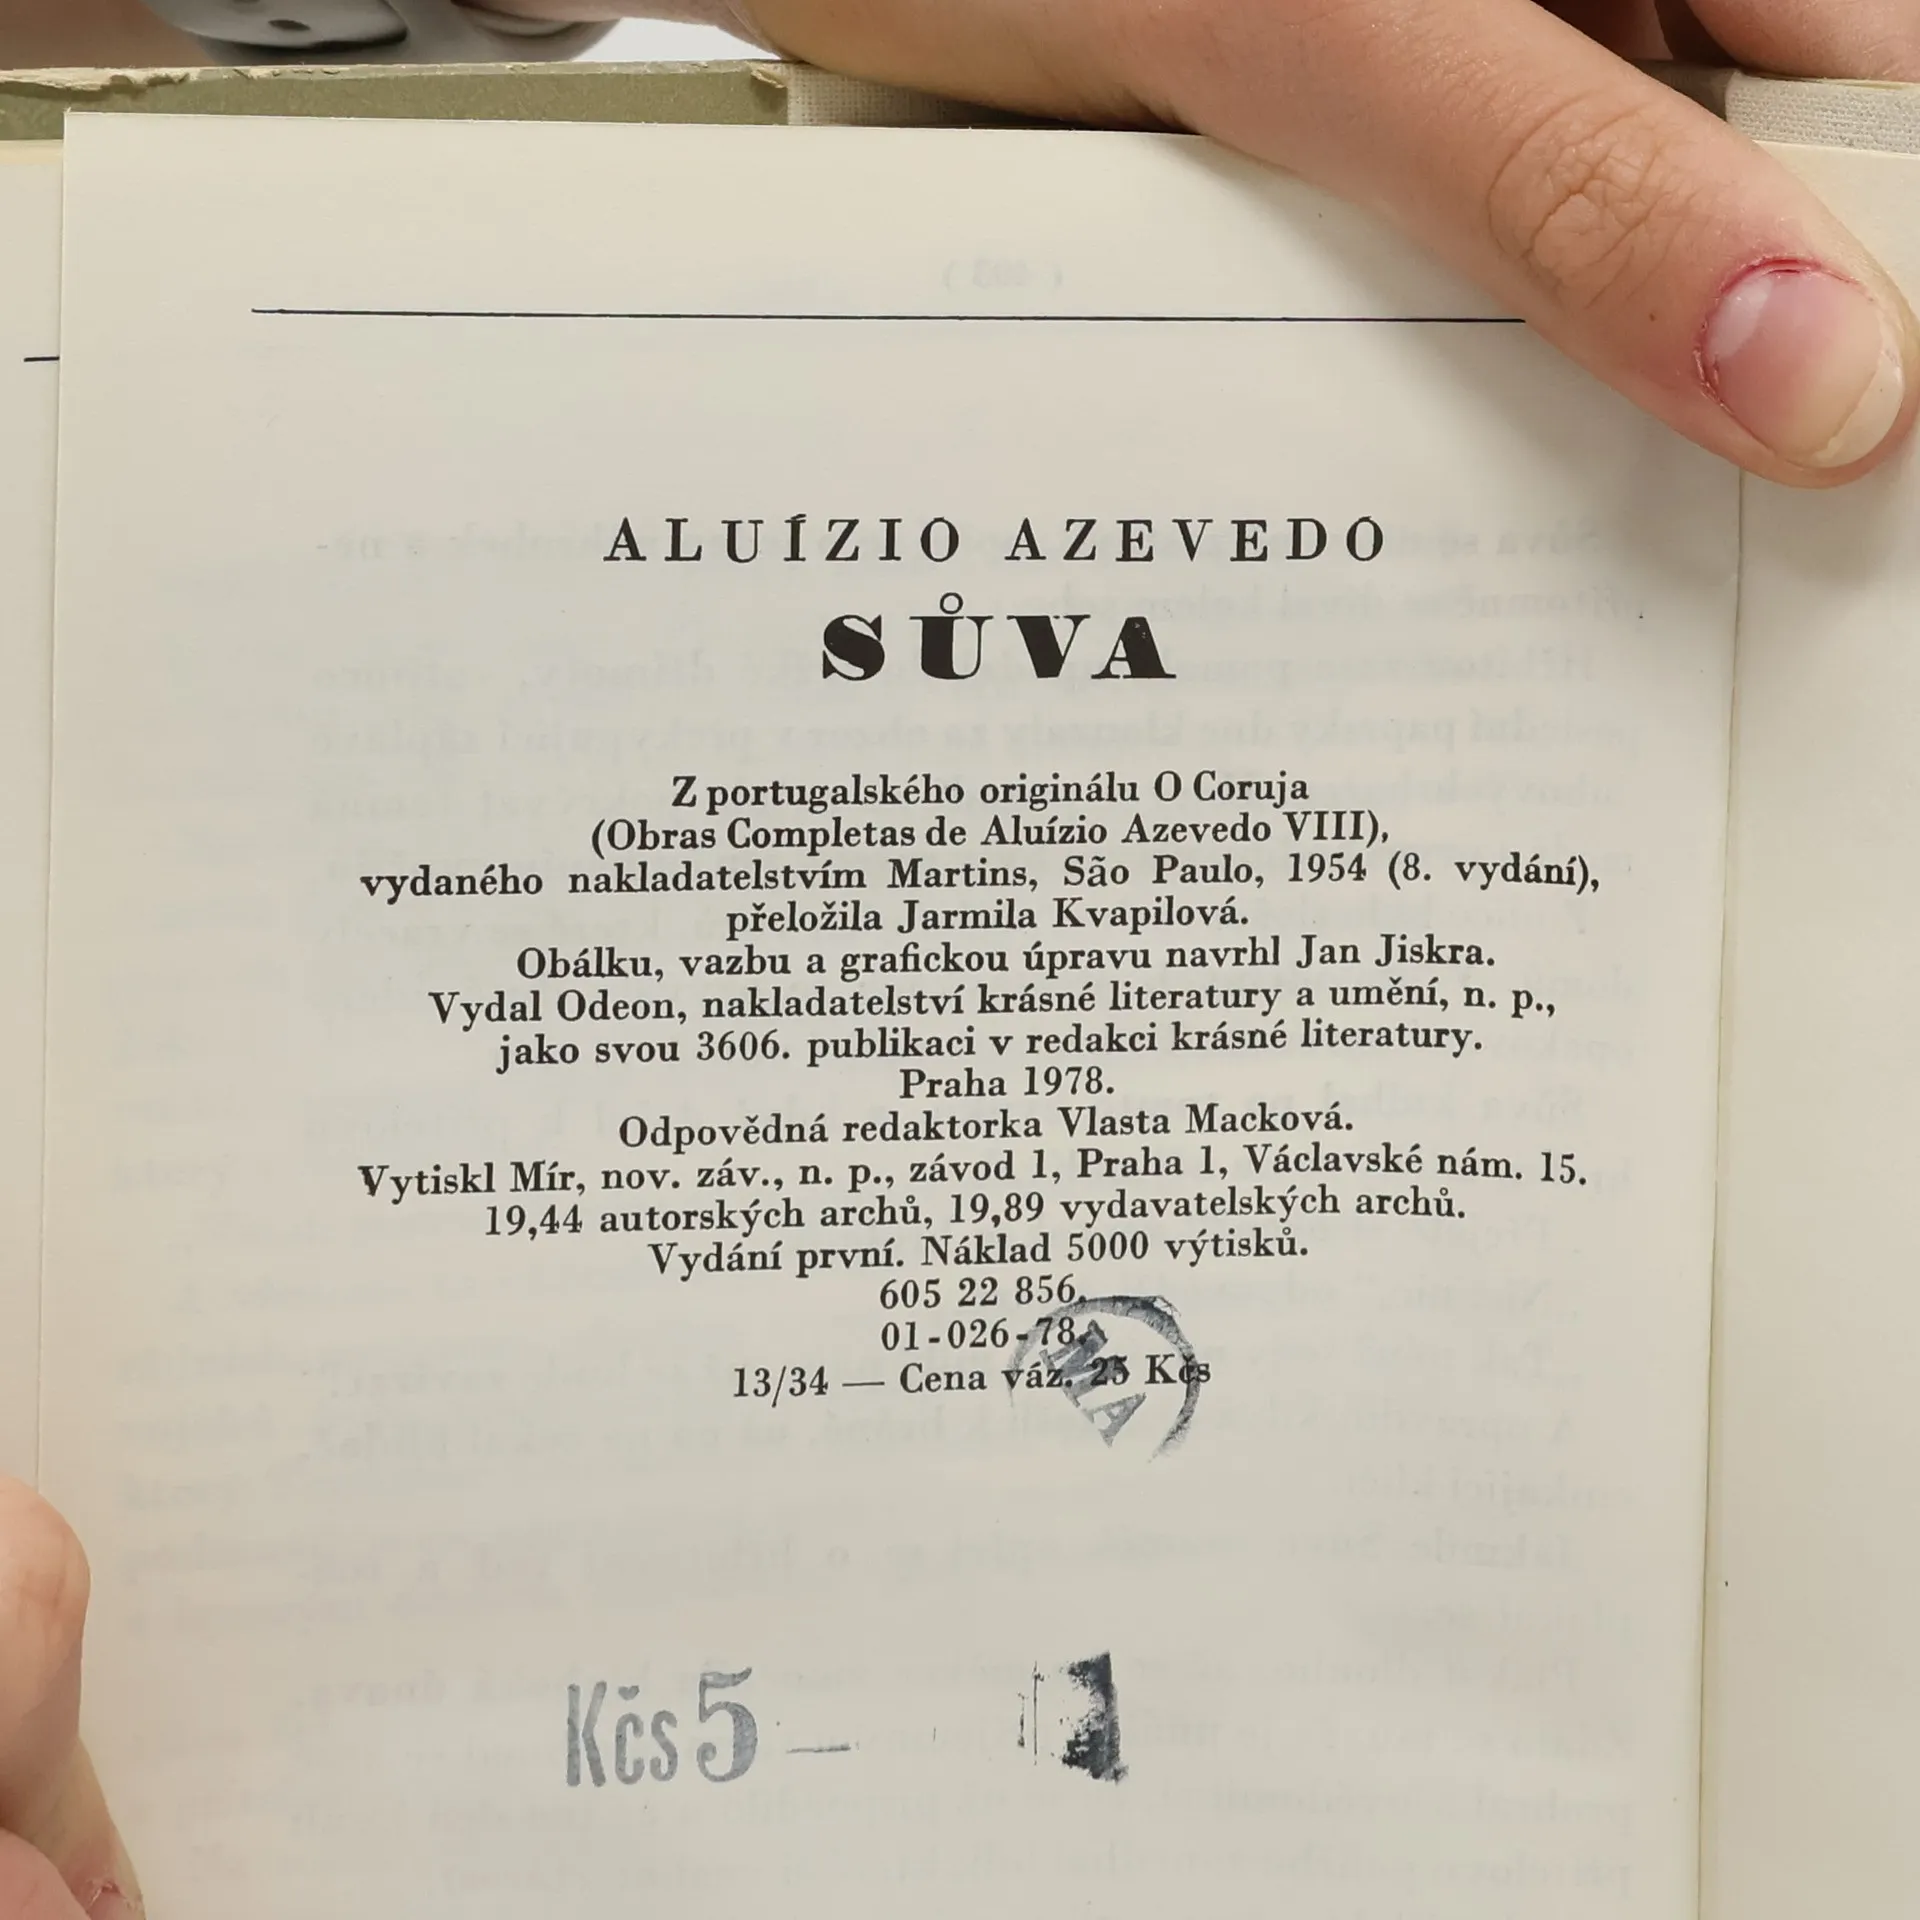 ALUÍZIO AZEVEDO
SŮVA
Z portugalského originálu O Coruja
(Obras Completas de Aluízio Azevedo VIII),
vydaného nakladatelstvím Martins, São Paulo, 1954 (8. vydání),
přeložila Jarmila Kvapilová.
Obálku, vazbu a grafickou úpravu navrhl Jan Jiskra.
Vydal Odeon, nakladatelství krásné literatury a umění, n. p.,
jako svou 3606. publikaci v redakci krásné literatury.
Praha 1978.
Odpovědná redaktorka Vlasta Macková.
Vytiskl Mír, nov. záv., n. p., závod 1, Praha 1, Václavské nám. 15.
19,44 autorských archů, 19,89 vydavatelských archů.
Vydání první. Náklad 5000 výtisků.
605 22 856.
01-026-78.
13/34 — Cena váz. 25 Kčs
Kčs 5 —